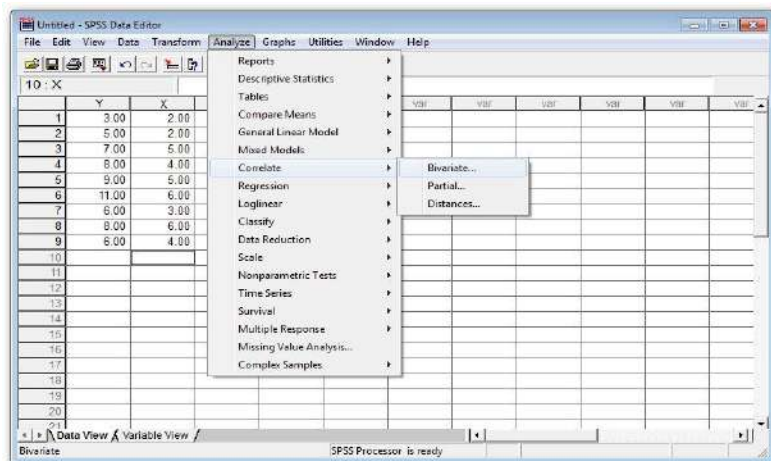 Untitled - SPSS Data Editor
File Edit View Data Transform Analyze Graphs Utilities Window Help
10 : X
Y X var var var var var
1 3.00 2.00
2 5.00 2.00
3 7.00 5.00
4 8.00 4.00
5 9.00 5.00
6 11.00 6.00
7 6.00 3.00
8 8.00 6.00
9 6.00 4.00
10
11
12
13
14
15
16
17
18
19
20
21
Reports
Descriptive Statistics
Tables
Compare Means
General Linear Model
Mixed Models
Correlate
Regression
Loglinear
Classify
Data Reduction
Scale
Nonparametric Tests
Time Series
Survival
Multiple Response
Missing Value Analysis...
Complex Samples
Bivariate...
Partial...
Distances...
Data View Variable View
Bivariate SPSS Processor is ready